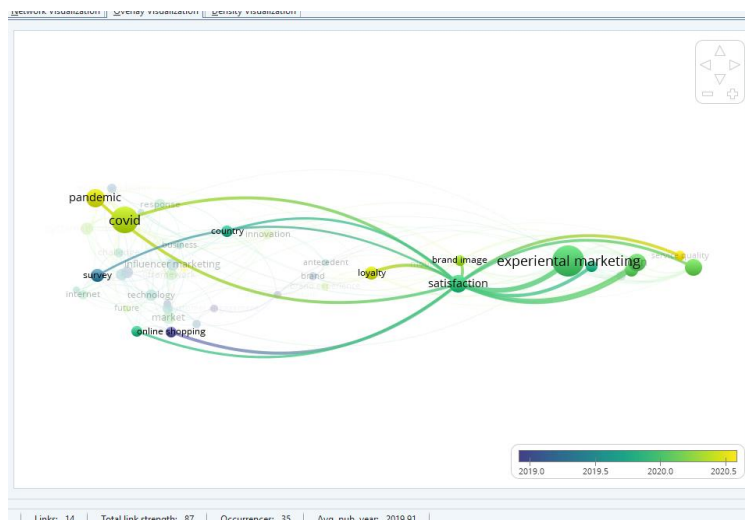 Network Visualization Overlay Visualization Density Visualization
pandemic
response
covid
country innovation
business
influencer marketing
antecedent
brand image
experiential marketing
service quality
survey
brand
loyalty
satisfaction
internet
technology
future
market
online shopping
2019.0 2019.5 2020.0 2020.5
Links: 14 Total link strength: 87 Occurrences: 35 Avg. pub. year: 2019.91